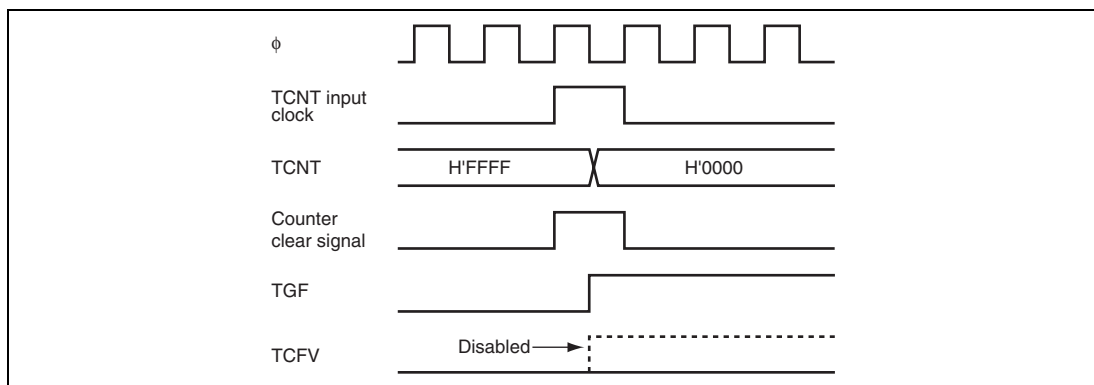 ϕ
TCNT input
clock
TCNT
H'FFFF
H'0000
Counter
clear signal
TGF
TCFV
Disabled